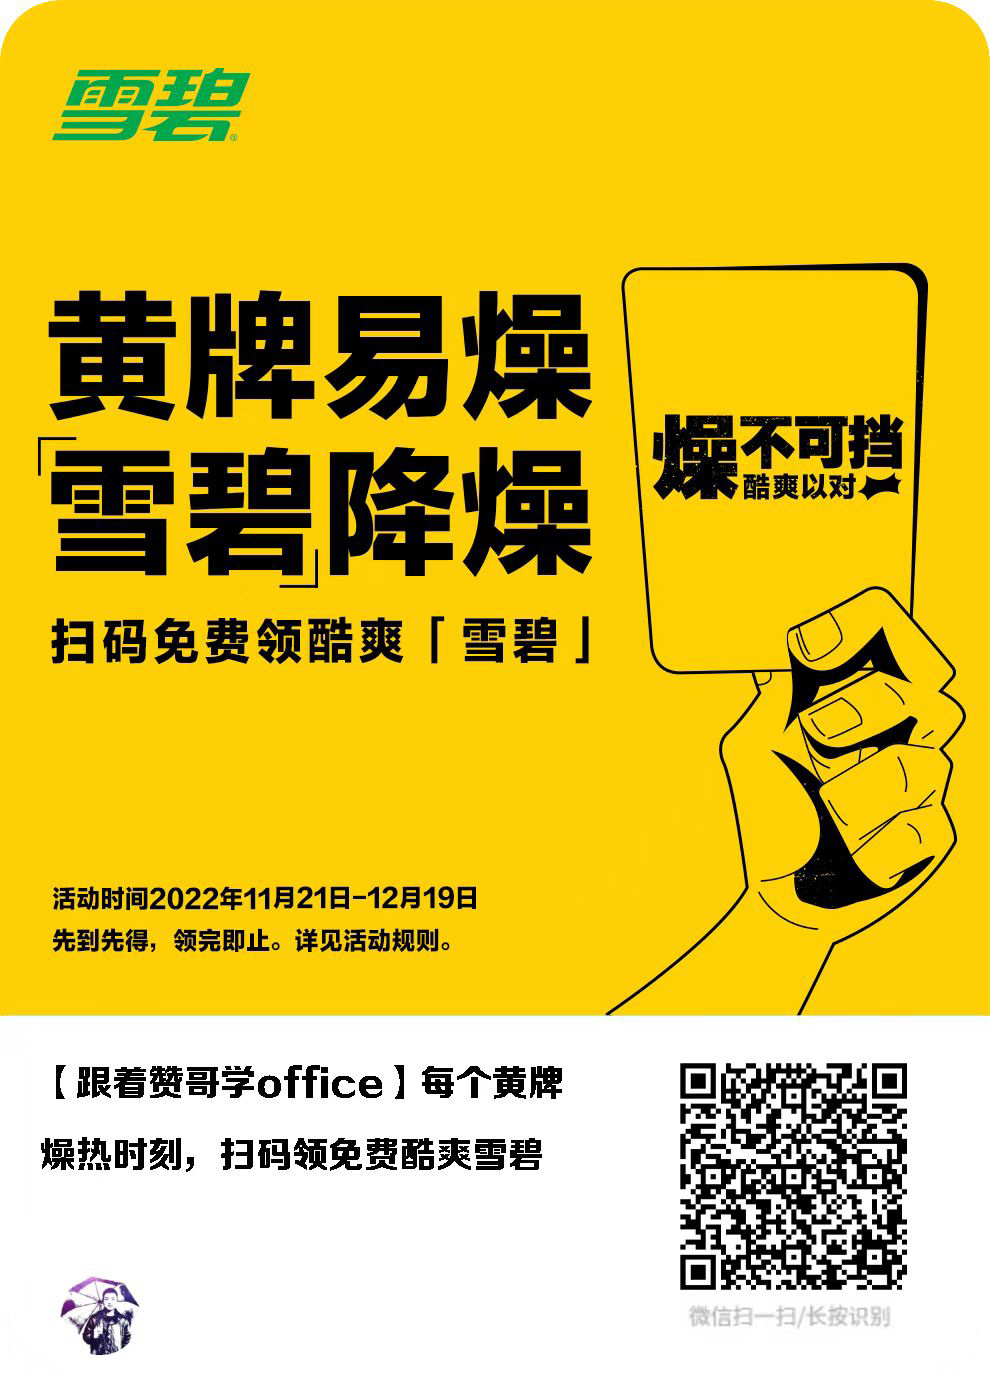 雪碧
黄牌易燥
「雪碧」降燥
扫码免费领酷爽「雪碧」
燥不可挡
酷爽以对
活动时间2022年11月21日-12月19日
先到先得，领完即止。详见活动规则。
【跟着赞哥学office】每个黄牌
燥热时刻，扫码领免费酷爽雪碧
微信扫一扫/长按识别